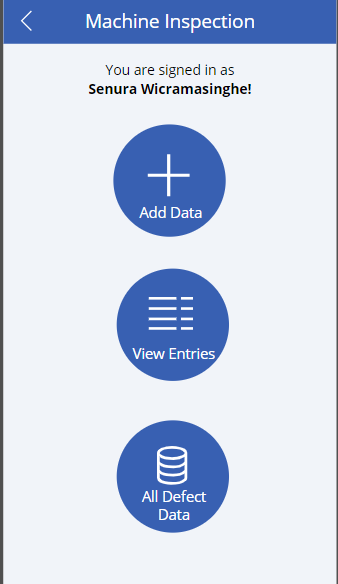 Machine Inspection
You are signed in as
Senura Wicramasinghe!
Add Data
View Entries
All Defect
Data